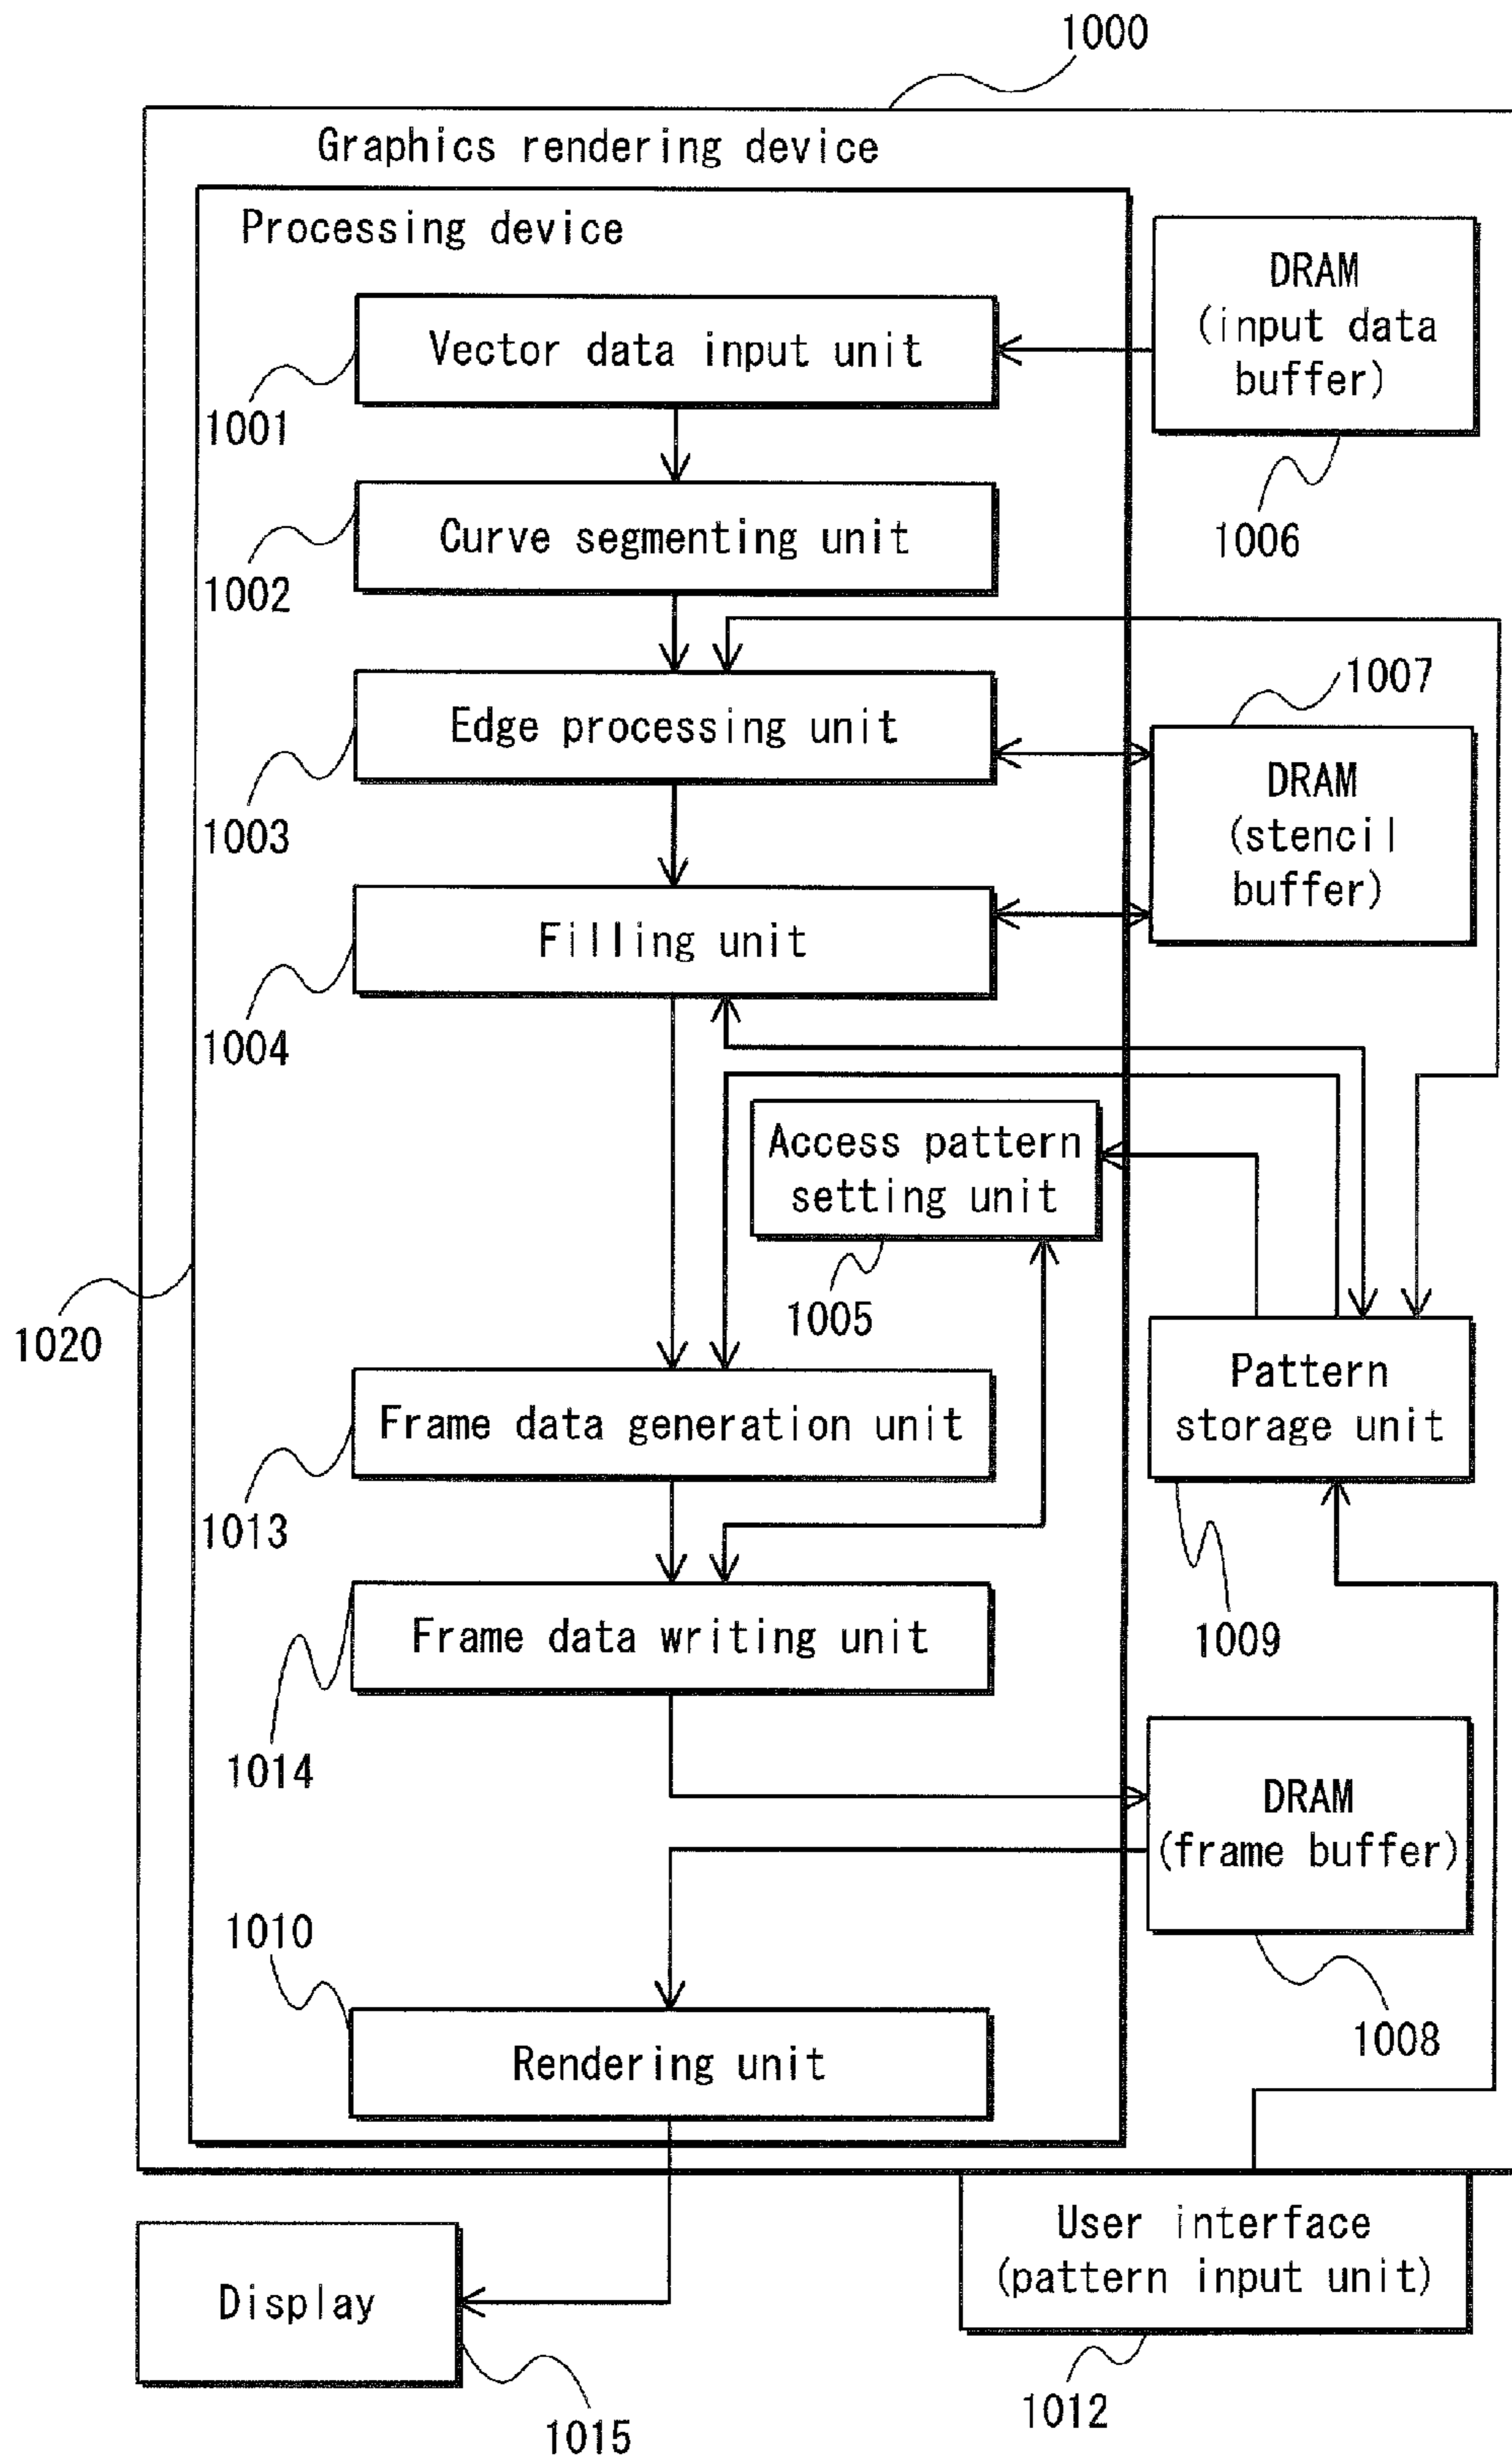 1000
Graphics rendering device
Processing device
DRAM
(input data
buffer)
Vector data input unit
1001
1006
Curve segmenting unit
1002
1007
Edge processing unit
1003
DRAM
(stencil
buffer)
Filling unit
1004
Access pattern
setting unit
1005
1020
Pattern
storage unit
Frame data generation unit
1013
1009
Frame data writing unit
1014
DRAM
(frame buffer)
1010
1008
Rendering unit
User interface
(pattern input unit)
Display
1012
1015